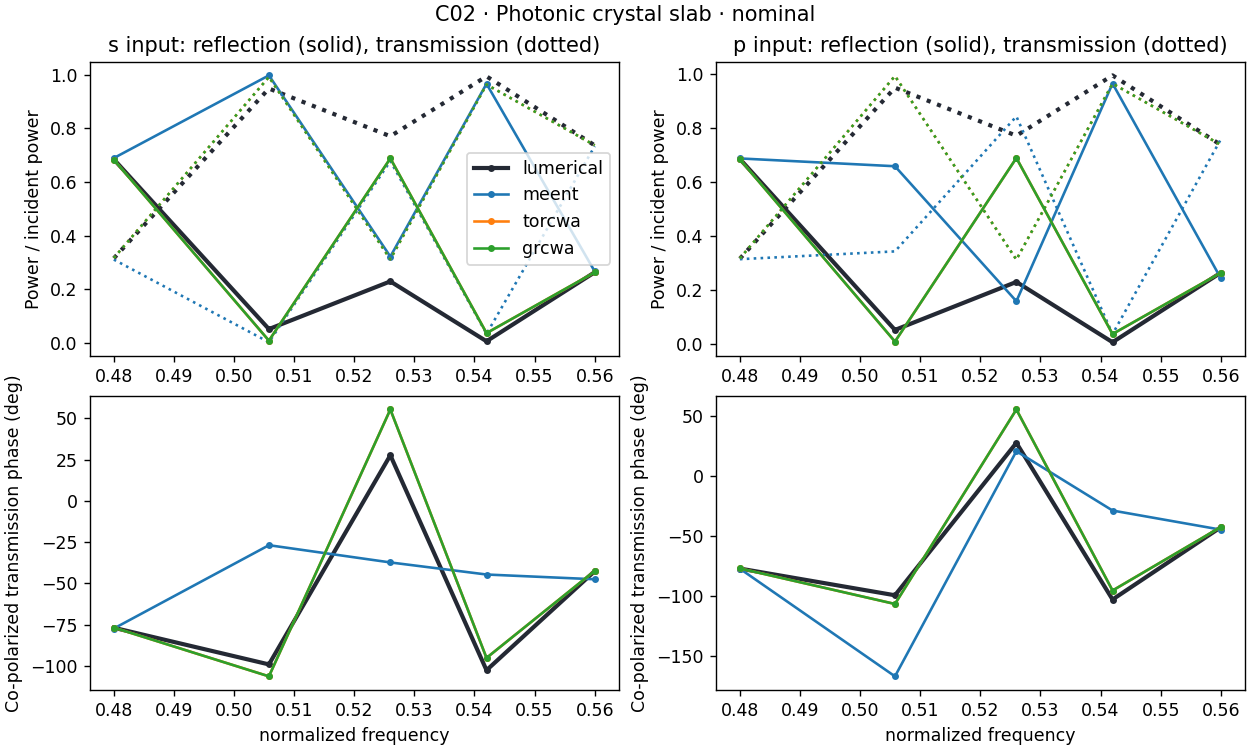 C02 · Photonic crystal slab · nominal
s input: reflection (solid), transmission (dotted)
p input: reflection (solid), transmission (dotted)
Power / incident power
1.0
0.8
0.6
0.4
0.2
0.0
lumerical
meent
torcwa
grcwa
0.48 0.49 0.50 0.51 0.52 0.53 0.54 0.55 0.56
Power / incident power
1.0
0.8
0.6
0.4
0.2
0.0
0.48 0.49 0.50 0.51 0.52 0.53 0.54 0.55 0.56
Co-polarized transmission phase (deg)
50
25
0
−25
−50
−75
−100
0.48 0.49 0.50 0.51 0.52 0.53 0.54 0.55 0.56
normalized frequency
Co-polarized transmission phase (deg)
50
0
−50
−100
−150
0.48 0.49 0.50 0.51 0.52 0.53 0.54 0.55 0.56
normalized frequency